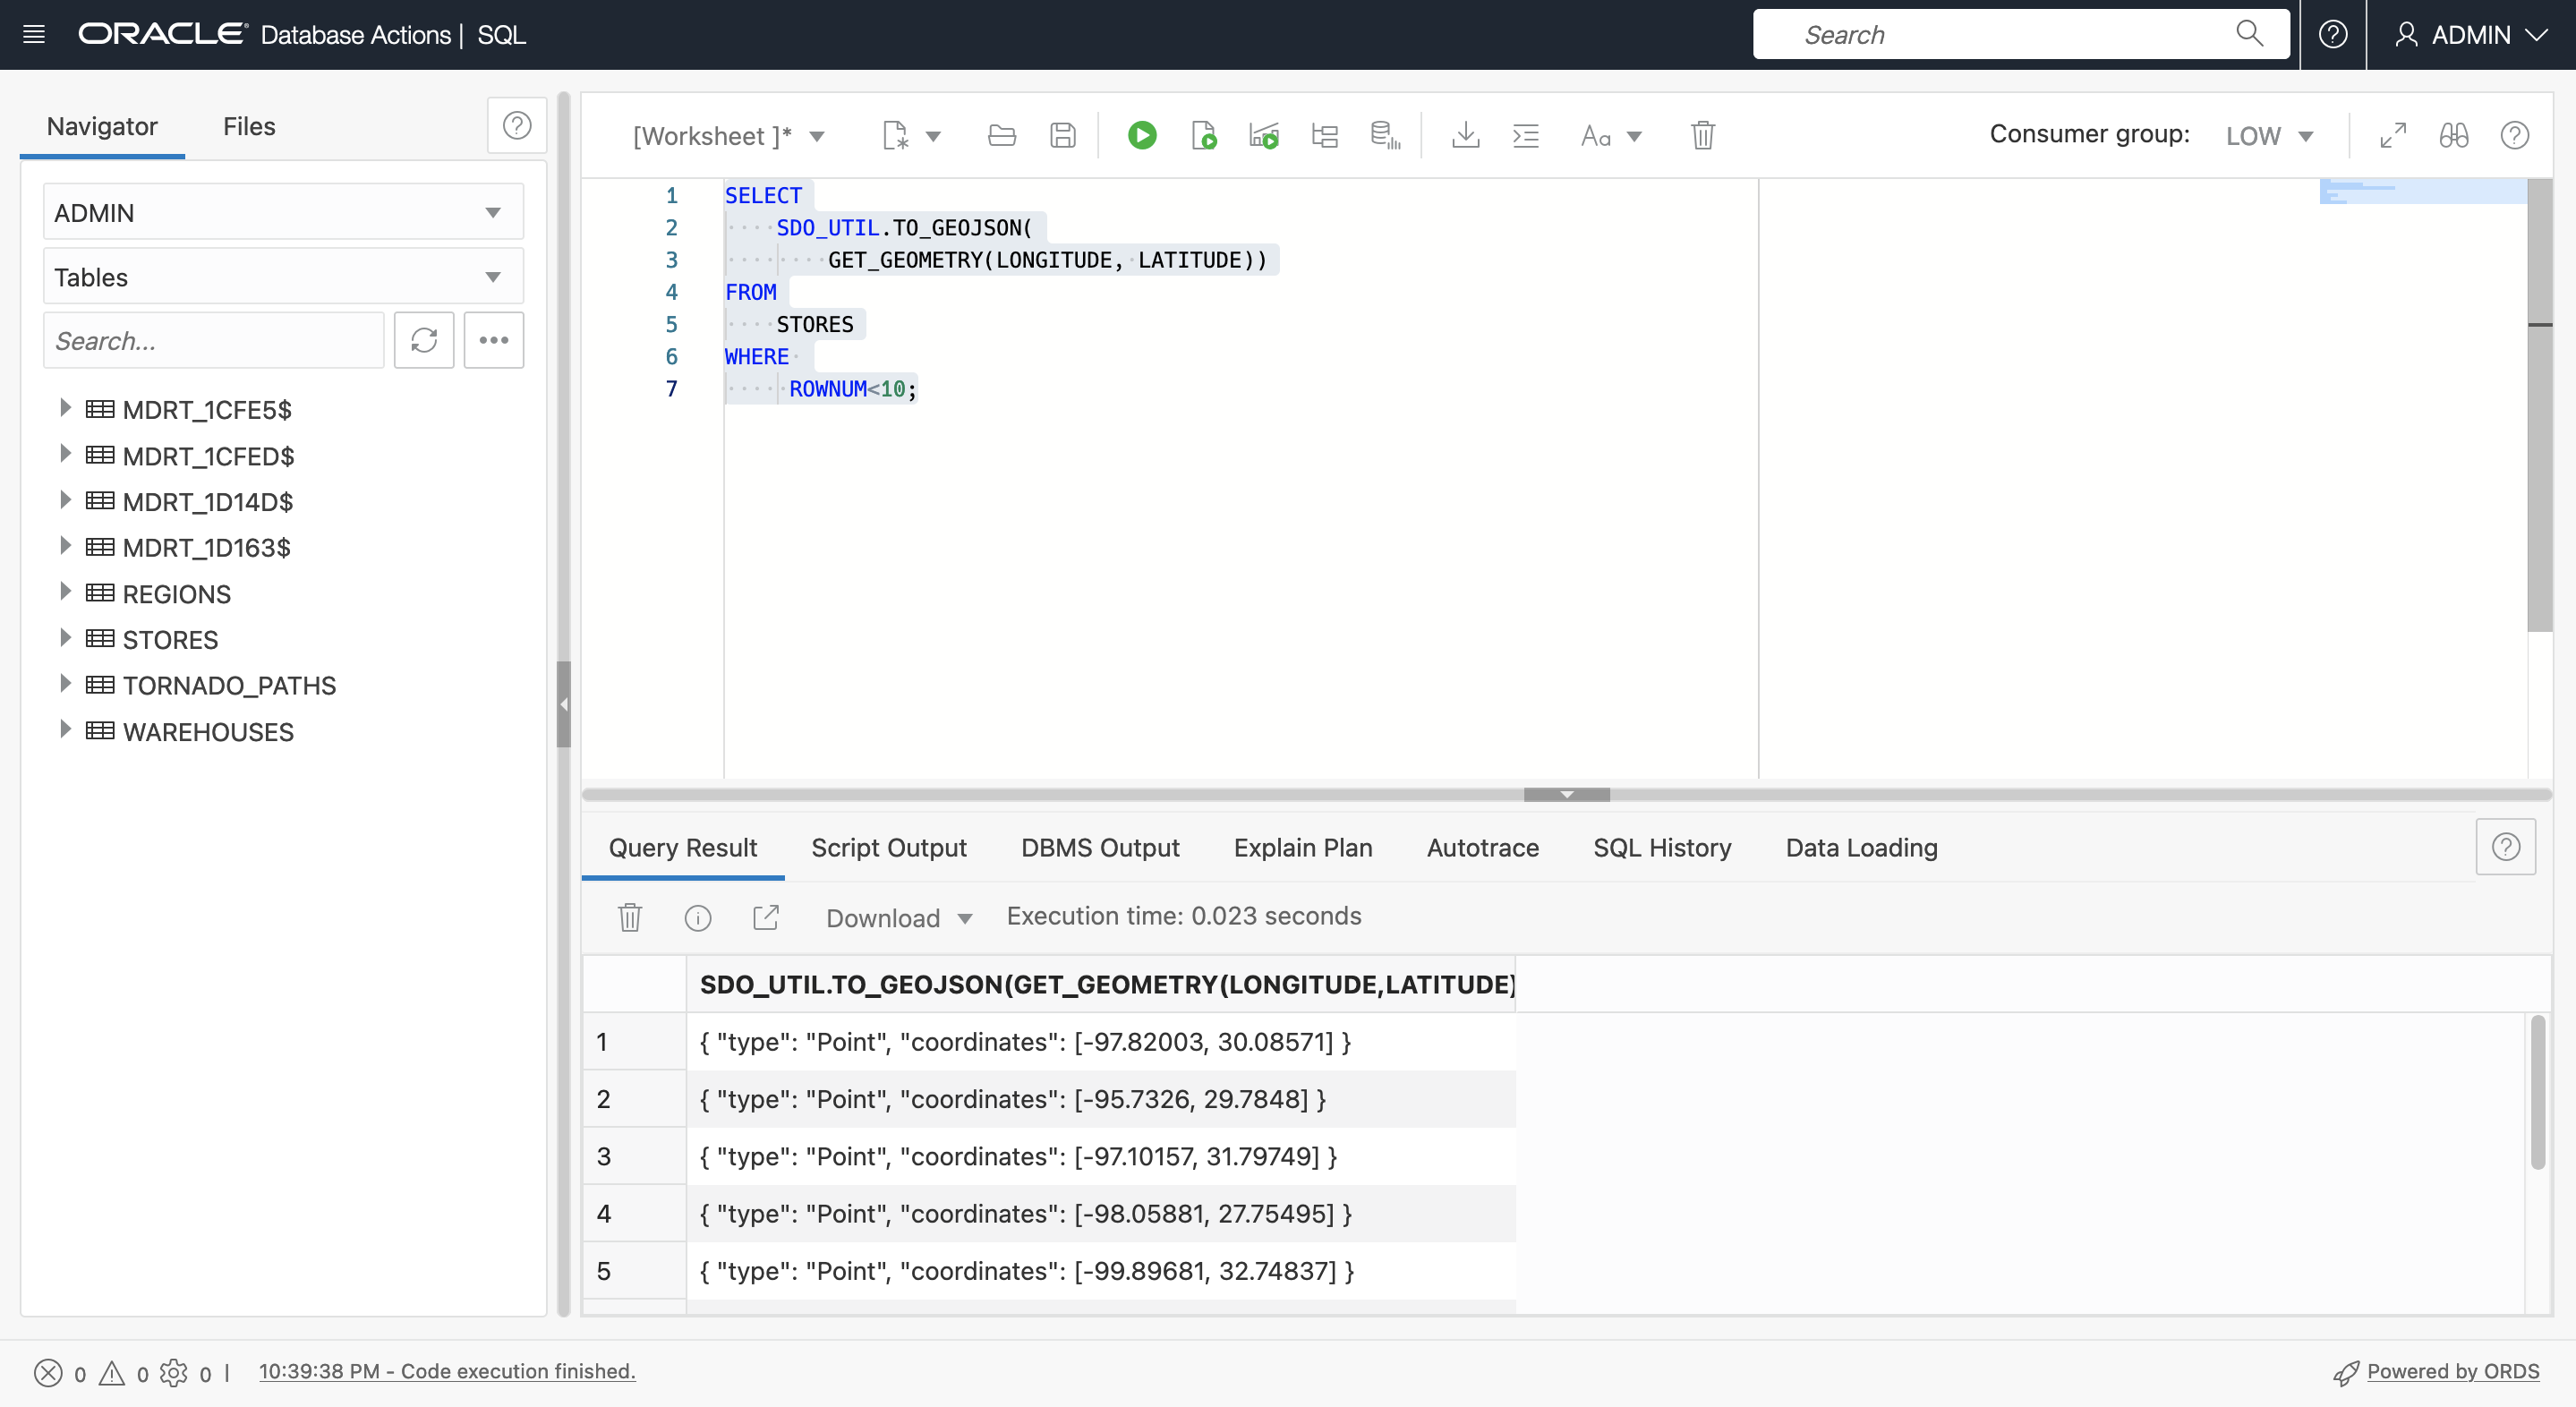 ORACLE Database Actions | SQL
Search
ADMIN
Navigator
Files
ADMIN
Tables
Search...
MDRT_1CFE5$
MDRT_1CFED$
MDRT_1D14D$
MDRT_1D163$
REGIONS
STORES
TORNADO_PATHS
WAREHOUSES
[Worksheet ]*
Aa
Consumer group: LOW
1 SELECT
2 SDO_UTIL.TO_GEOJSON(
3 GET_GEOMETRY(LONGITUDE, LATITUDE))
4 FROM
5 STORES
6 WHERE
7 ROWNUM<10;
Query Result
Script Output
DBMS Output
Explain Plan
Autotrace
SQL History
Data Loading
Download
Execution time: 0.023 seconds
SDO_UTIL.TO_GEOJSON(GET_GEOMETRY(LONGITUDE,LATITUDE)
1 { "type": "Point", "coordinates": [-97.82003, 30.08571] }
2 { "type": "Point", "coordinates": [-95.7326, 29.7848] }
3 { "type": "Point", "coordinates": [-97.10157, 31.79749] }
4 { "type": "Point", "coordinates": [-98.05881, 27.75495] }
5 { "type": "Point", "coordinates": [-99.89681, 32.74837] }
0 0 0 | 10:39:38 PM - Code execution finished.
Powered by ORDS